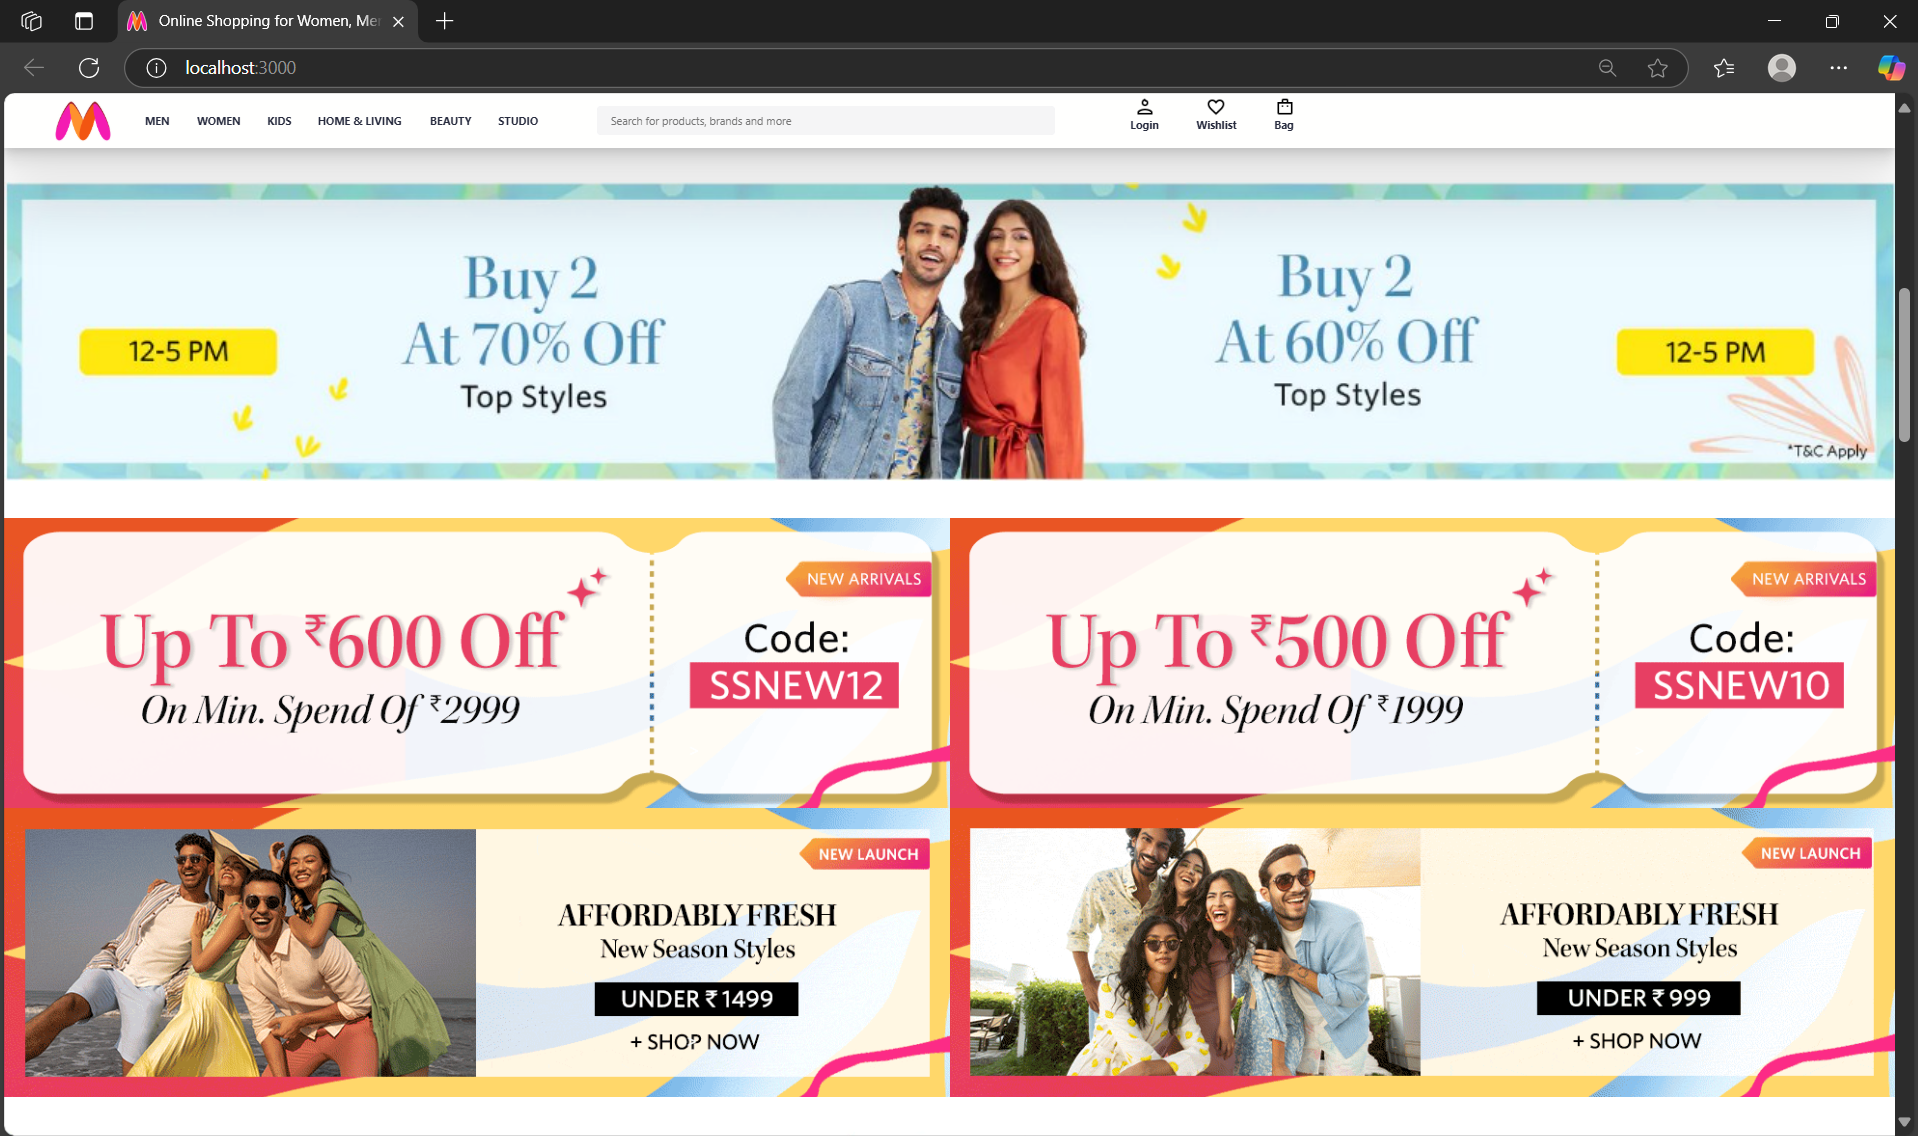 Online Shopping for Women, Men
localhost:3000
MEN WOMEN KIDS HOME & LIVING BEAUTY STUDIO
Search for products, brands and more
Login Wishlist Bag
Buy 2
At 70% Off
Top Styles
12-5 PM
Buy 2
At 60% Off
Top Styles
12-5 PM
*T&C Apply
NEW ARRIVALS
Up To ₹600 Off
On Min. Spend Of ₹2999
Code:
SSNEW12
NEW ARRIVALS
Up To ₹500 Off
On Min. Spend Of ₹1999
Code:
SSNEW10
NEW LAUNCH
AFFORDABLY FRESH
New Season Styles
UNDER ₹ 1499
+ SHOP NOW
NEW LAUNCH
AFFORDABLY FRESH
New Season Styles
UNDER ₹ 999
+ SHOP NOW